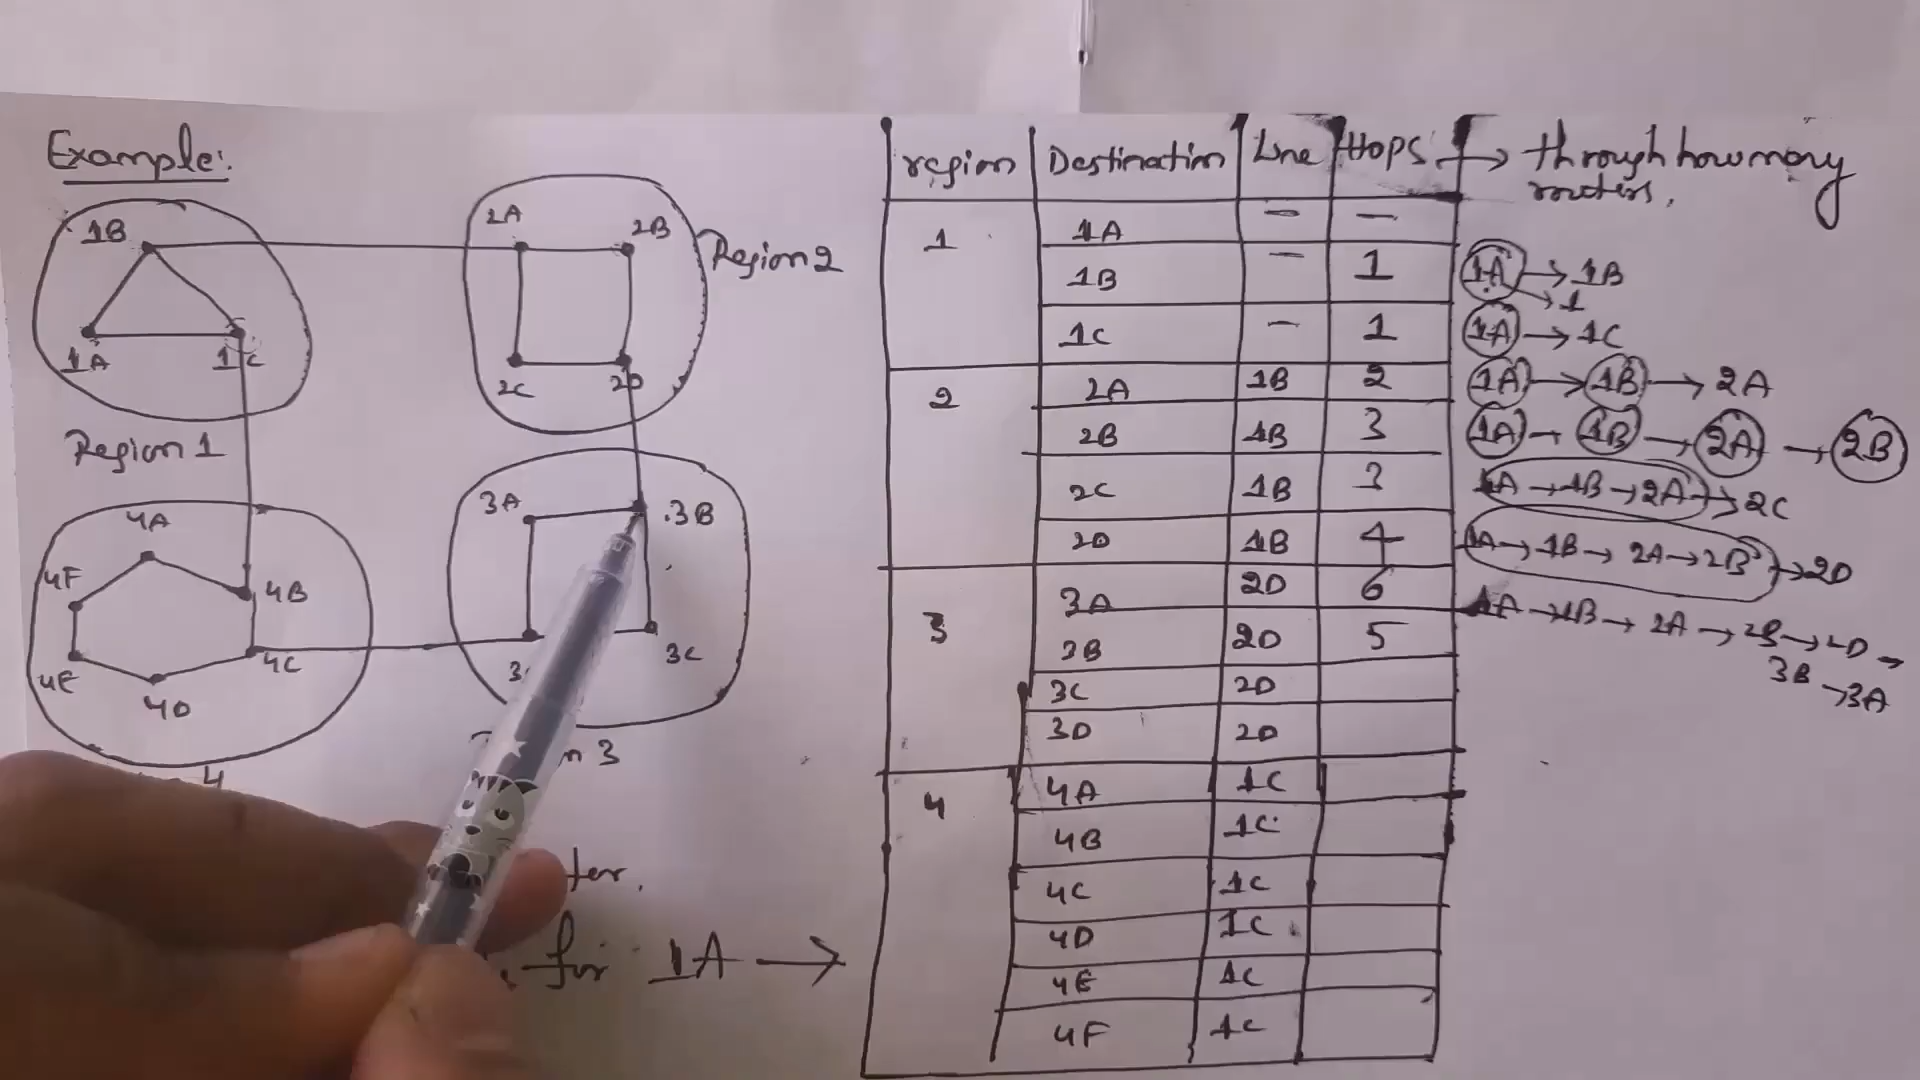 Example:
1B
1A
1C
Region 1
2A
2B
2C
2D
Region 2
4A
4F
4B
4E
4C
4D
4
3A
.3B
3C
3
n 3
ter.
for 1A →
region Destination Line Hops → through how many
routers.
1 1A - -
1B - 1 1A → 1B
→ 1
1C - 1 1A → 1C
2 2A 1B 2 1A → 1B → 2A
2B 1B 3 1A → 1B → 2A → 2B
2C 1B 3 1A → 1B → 2A → 2C
2D 1B 4 1A → 1B → 2A → 2B → 2D
3 3A 2D 6 1A → 1B → 2A → 2B → 2D →
3B → 3A
3B 2D 5
3C 2D
3D 2D
4 4A 1C
4B 1C
4C 1C
4D 1C
4E 1C
4F 1C